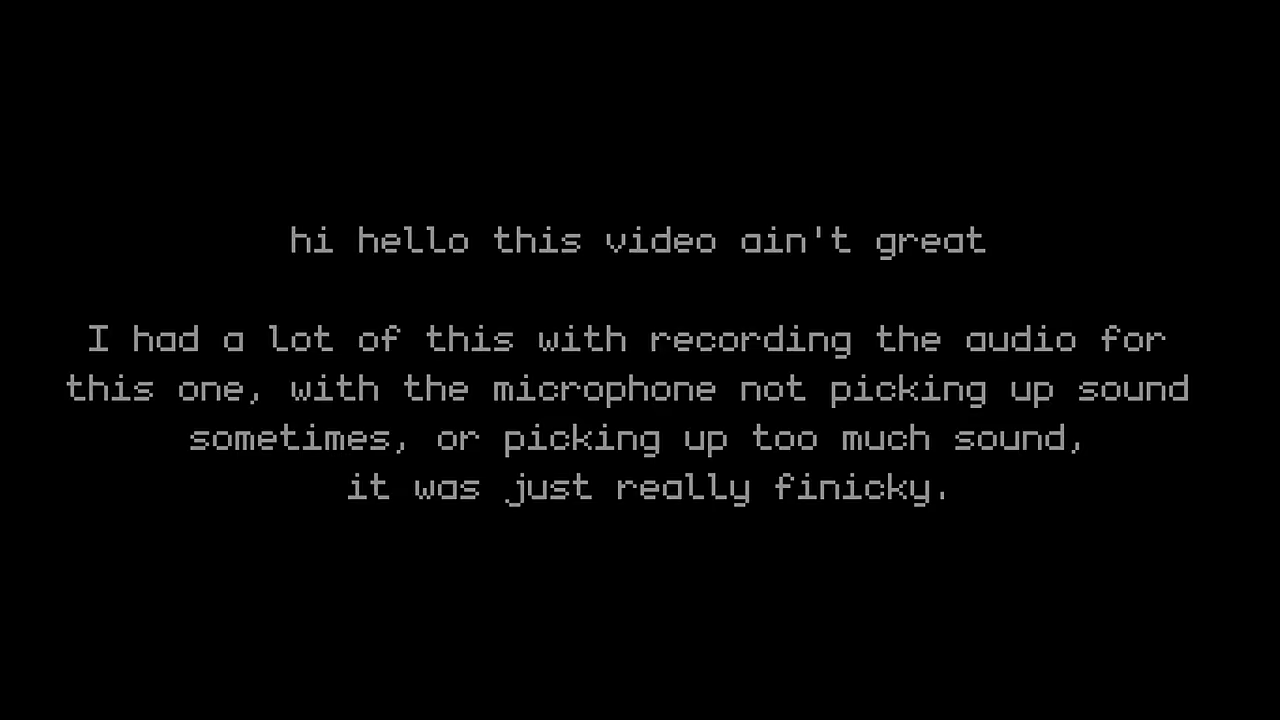 hi hello this video ain't great
I had a lot of this with recording the audio for
this one, with the microphone not picking up sound
sometimes, or picking up too much sound,
it was just really finicky.